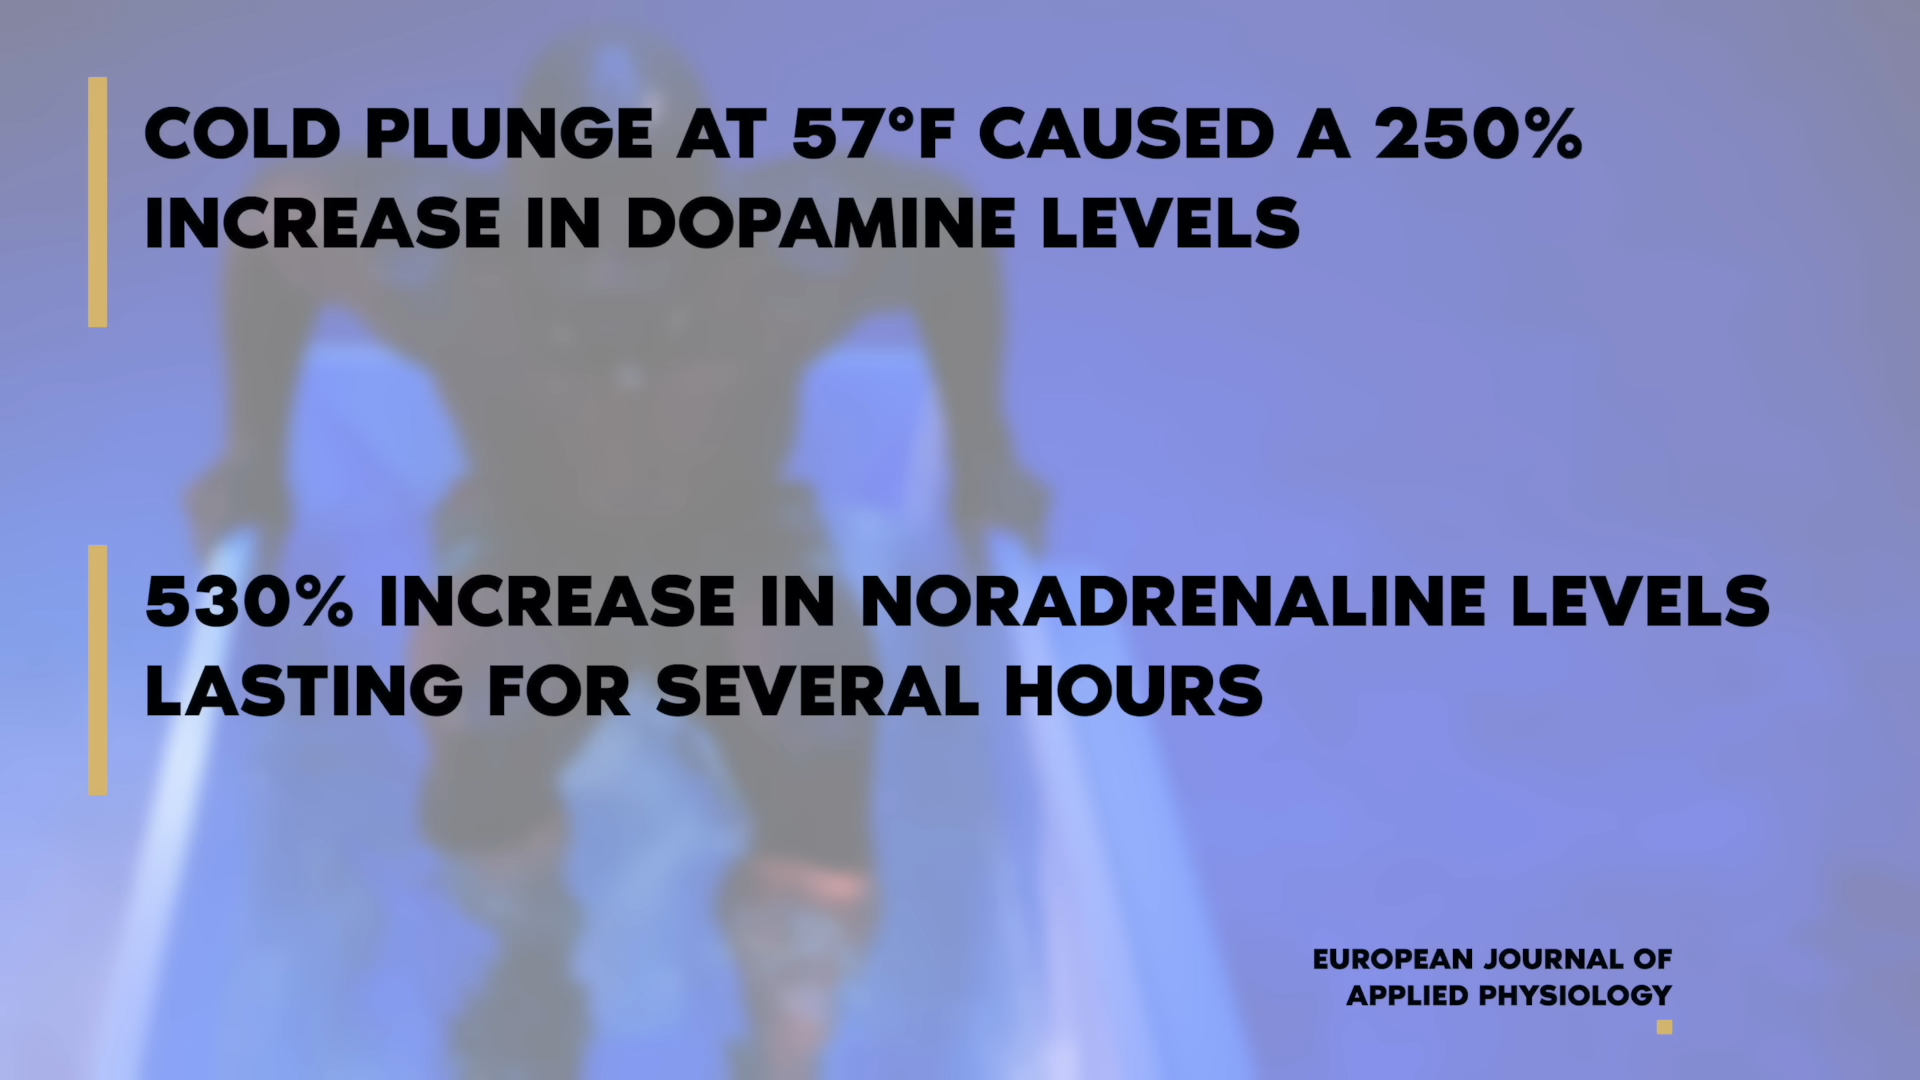 COLD PLUNGE AT 57°F CAUSED A 250%
INCREASE IN DOPAMINE LEVELS
530% INCREASE IN NORADRENALINE LEVELS
LASTING FOR SEVERAL HOURS
EUROPEAN JOURNAL OF
APPLIED PHYSIOLOGY